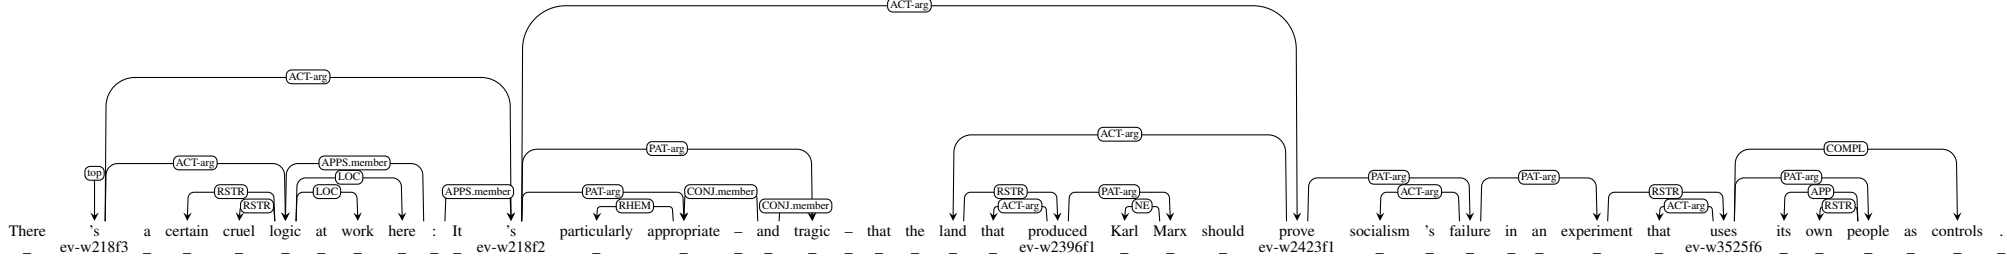 ACT-arg
ACT-arg
ACT-arg
PAT-arg
COMPL
top ACT-arg APPS.member
LOC PAT-arg PAT-arg PAT-arg
RSTR LOC APPS.member PAT-arg CONJ.member RSTR PAT-arg ACT-arg RSTR APP
RSTR RHEM CONJ.member ACT-arg NE ACT-arg RSTR
There 's a certain cruel logic at work here : It 's particularly appropriate – and tragic – that the land that produced Karl Marx should prove socialism 's failure in an experiment that uses its own people as controls .
_ ev-w218f3 _ _ _ _ _ _ _ _ _ ev-w218f2 _ _ _ _ _ _ _ _ _ _ ev-w2396f1 _ _ _ ev-w2423f1 _ _ _ _ _ _ _ ev-w3525f6 _ _ _ _ _ _